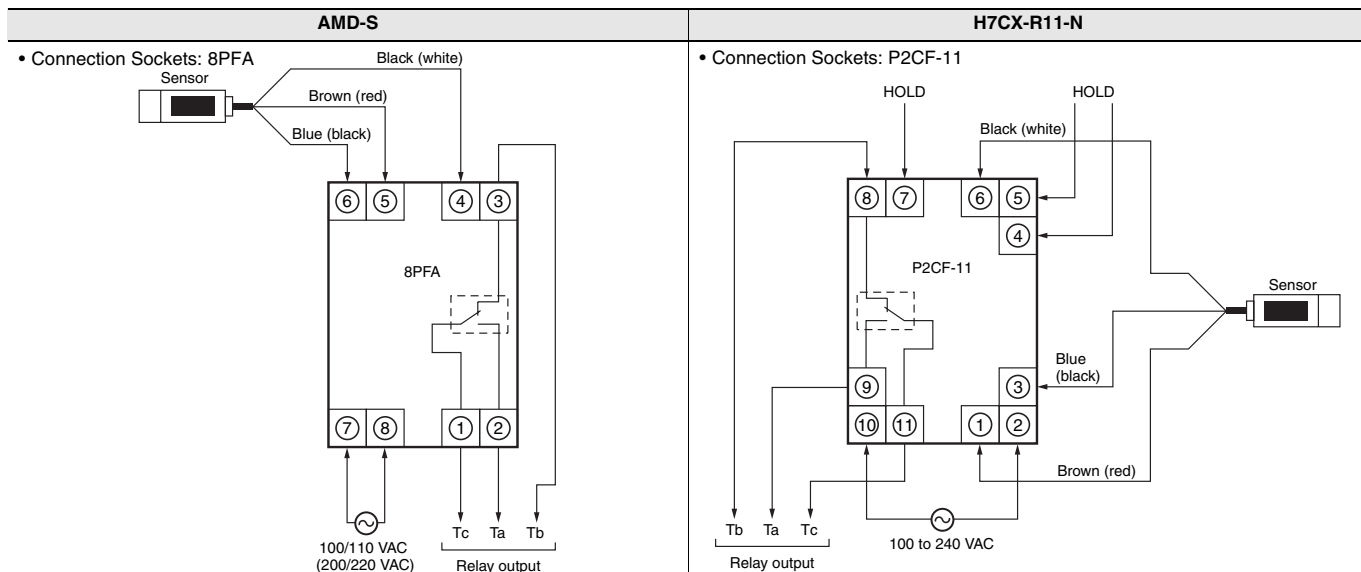 AMD-S
• Connection Sockets: 8PFA
Sensor
Black (white)
Brown (red)
Blue (black)
6 5 4 3
8PFA
7 8 1 2
100/110 VAC
(200/220 VAC)
Tc Ta Tb
Relay output
H7CX-R11-N
• Connection Sockets: P2CF-11
HOLD HOLD
Black (white)
8 7 6 5
4
P2CF-11
Sensor
Blue
(black)
9 3
10 11 1 2
Brown (red)
Tb Ta Tc
100 to 240 VAC
Relay output